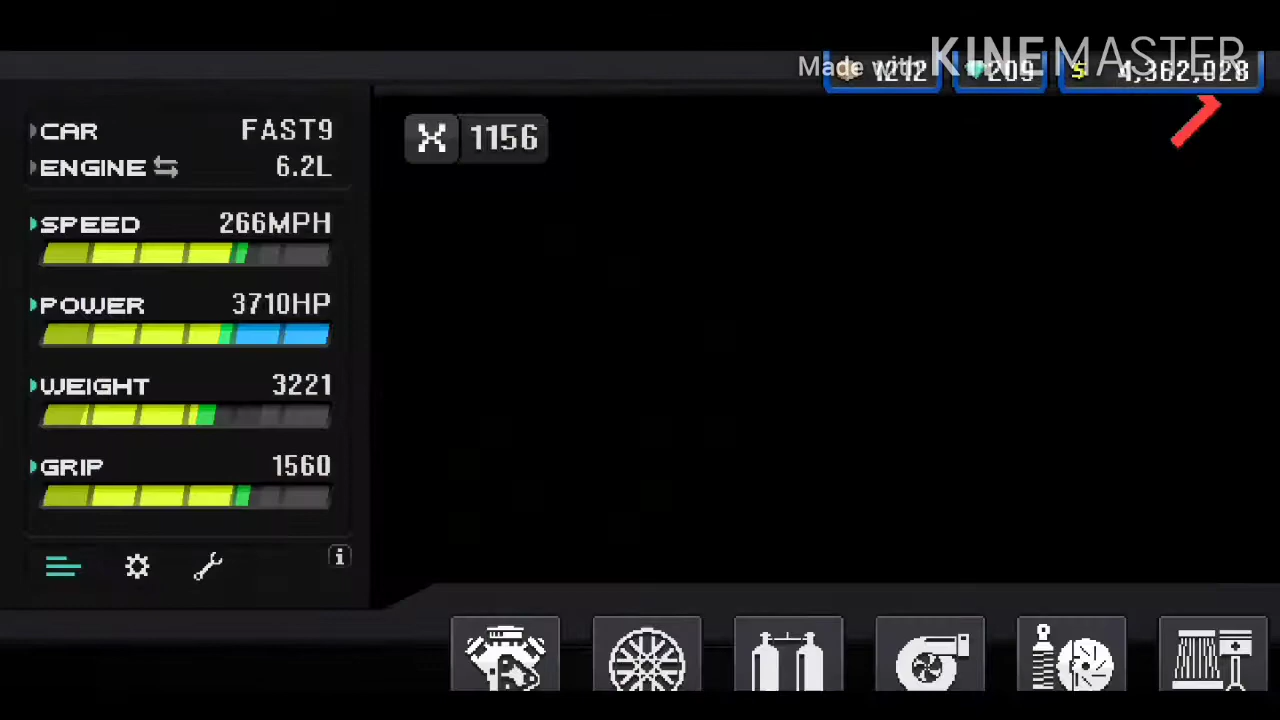 Made with KINEMASTER
1242 209 $ 4,362,028
CAR FAST9
ENGINE 6.2L
1156
SPEED 266MPH
POWER 3710HP
WEIGHT 3221
GRIP 1560
i